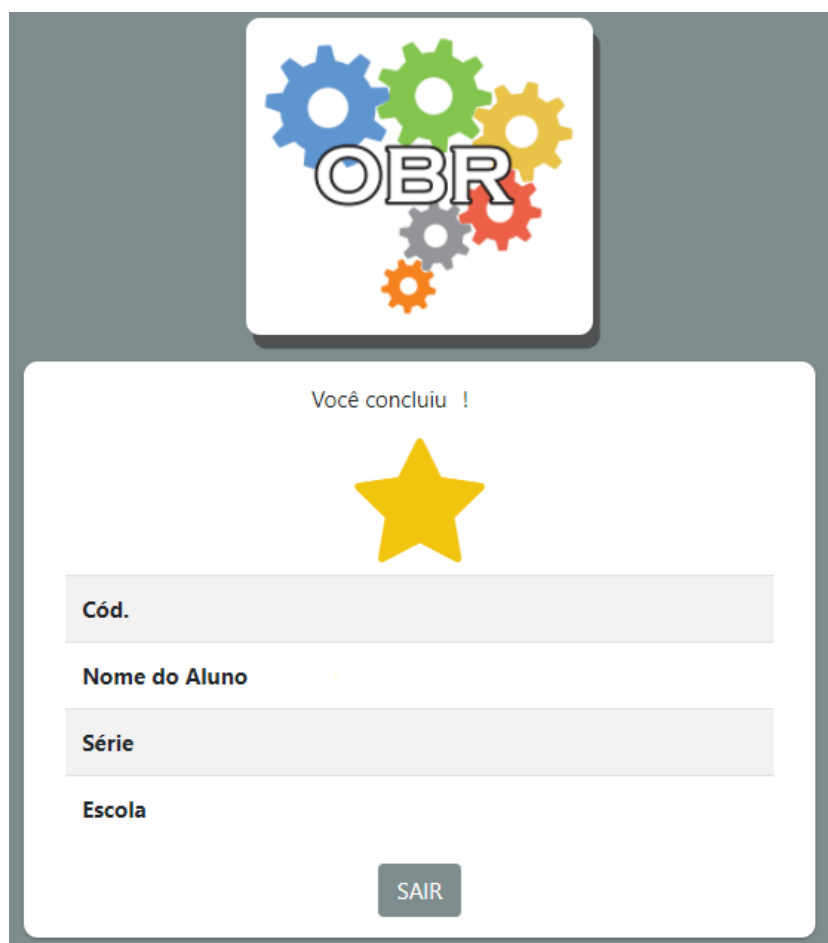 OBR
Você concluiu !
Cód.
Nome do Aluno
Série
Escola
SAIR